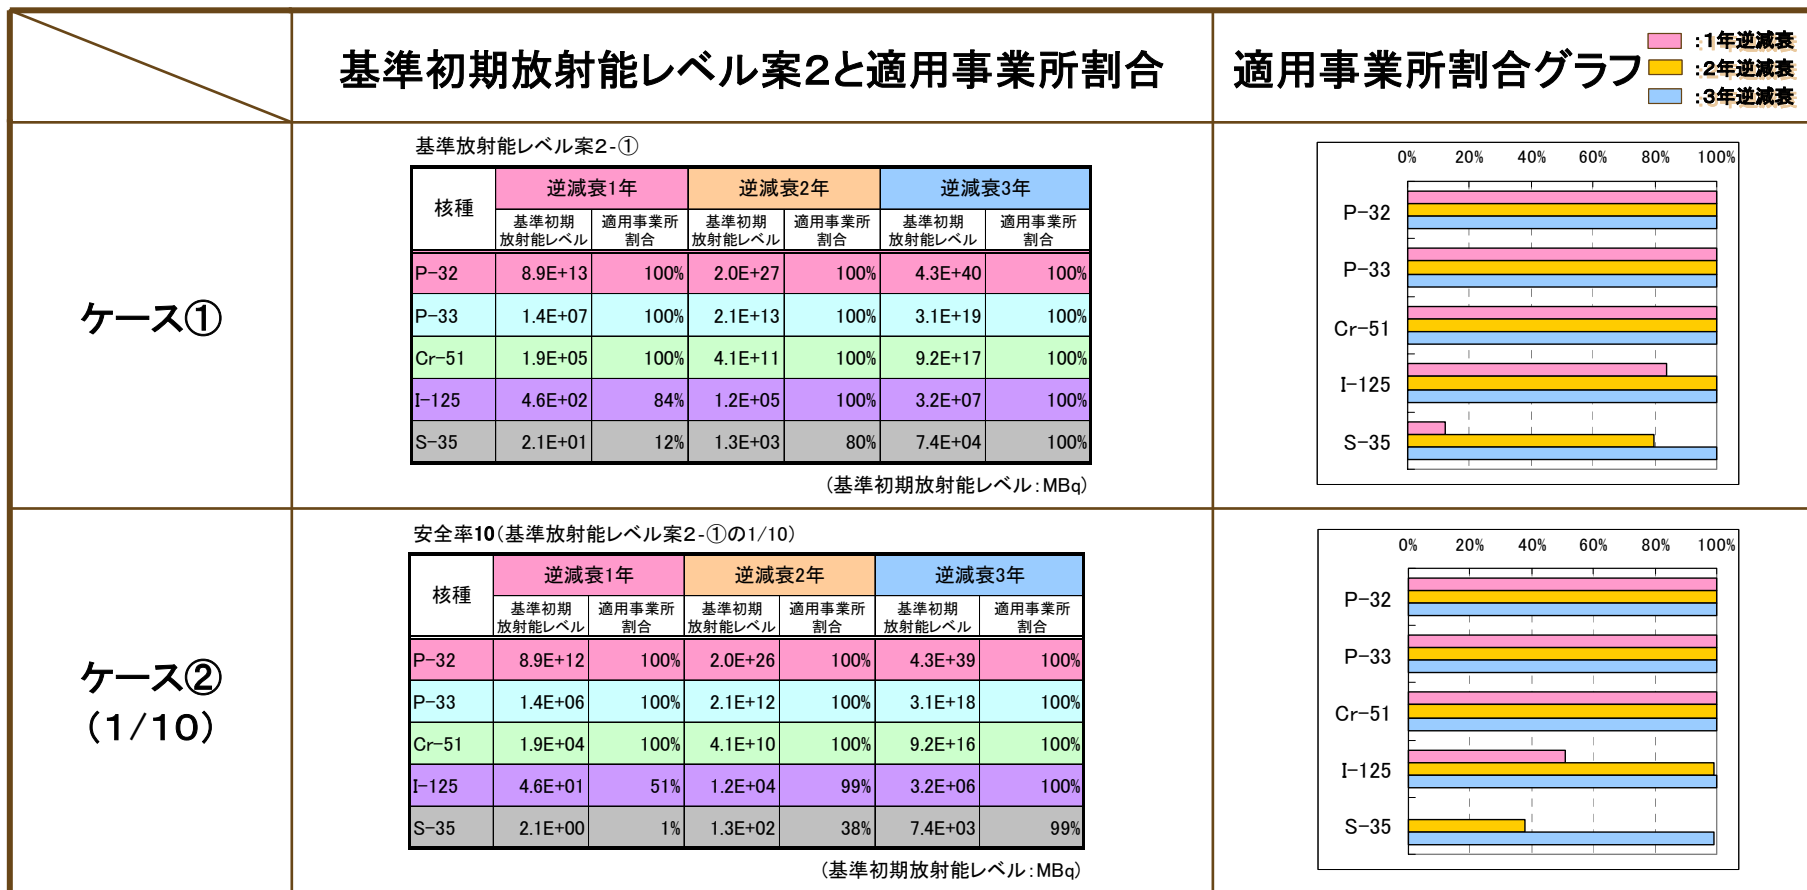 基準初期放射能レベル案2と適用事業所割合
適用事業所割合グラフ
:1年逆減衰
:2年逆減衰
:3年逆減衰
ケース①
基準放射能レベル案2-①
核種 逆減衰1年 逆減衰2年 逆減衰3年
基準初期放射能レベル 適用事業所割合 基準初期放射能レベル 適用事業所割合 基準初期放射能レベル 適用事業所割合
P-32 8.9E+13 100% 2.0E+27 100% 4.3E+40 100%
P-33 1.4E+07 100% 2.1E+13 100% 3.1E+19 100%
Cr-51 1.9E+05 100% 4.1E+11 100% 9.2E+17 100%
I-125 4.6E+02 84% 1.2E+05 100% 3.2E+07 100%
S-35 2.1E+01 12% 1.3E+03 80% 7.4E+04 100%
(基準初期放射能レベル:MBq)
0% 20% 40% 60% 80% 100%
P-32
P-33
Cr-51
I-125
S-35
ケース②
(1/10)
安全率10(基準放射能レベル案2-①の1/10)
核種 逆減衰1年 逆減衰2年 逆減衰3年
基準初期放射能レベル 適用事業所割合 基準初期放射能レベル 適用事業所割合 基準初期放射能レベル 適用事業所割合
P-32 8.9E+12 100% 2.0E+26 100% 4.3E+39 100%
P-33 1.4E+06 100% 2.1E+12 100% 3.1E+18 100%
Cr-51 1.9E+04 100% 4.1E+10 100% 9.2E+16 100%
I-125 4.6E+01 51% 1.2E+04 99% 3.2E+06 100%
S-35 2.1E+00 1% 1.3E+02 38% 7.4E+03 99%
(基準初期放射能レベル:MBq)
0% 20% 40% 60% 80% 100%
P-32
P-33
Cr-51
I-125
S-35